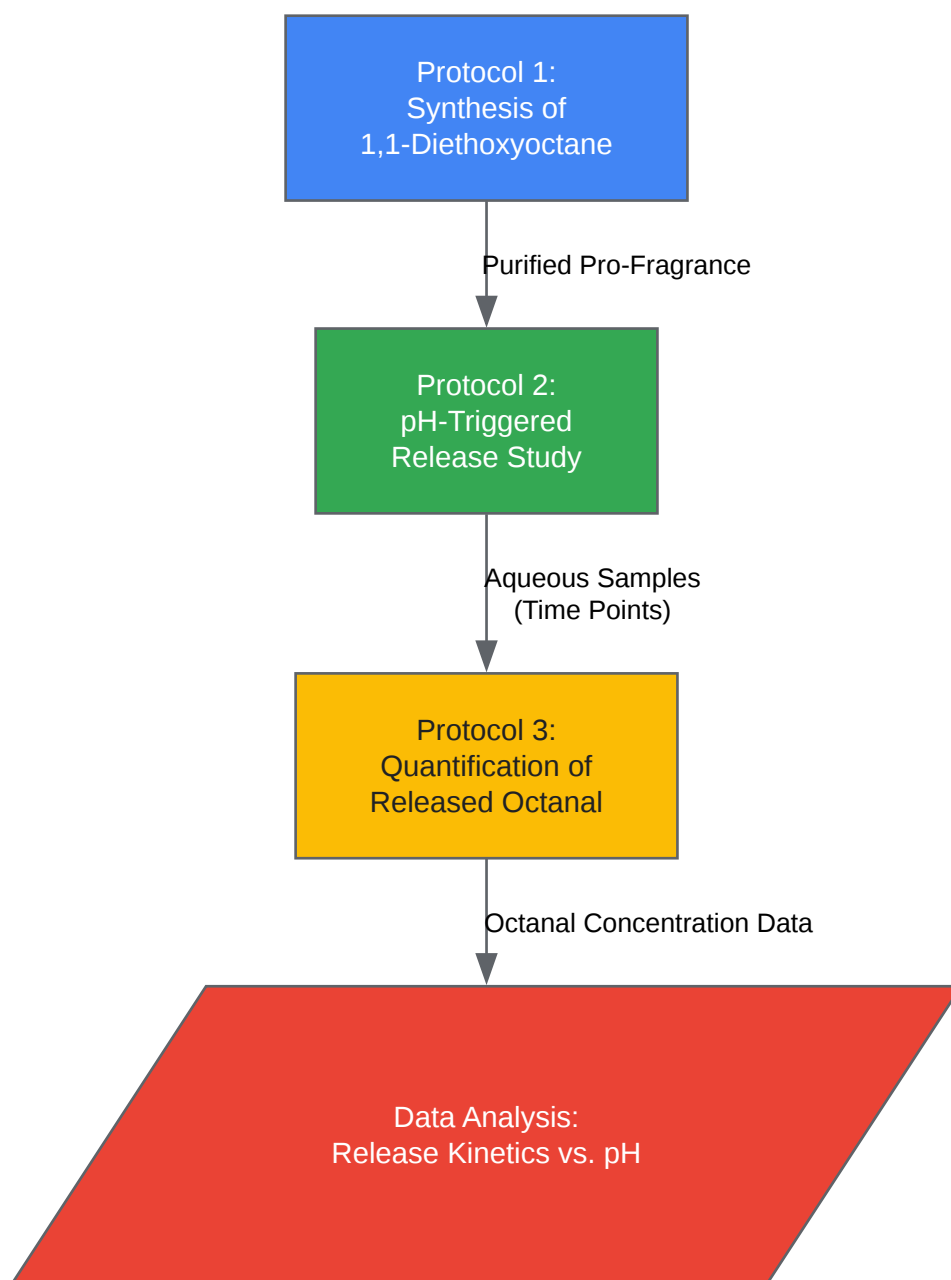 Protocol 1:
Synthesis of
1,1-Diethoxyoctane
Purified Pro-Fragrance
Protocol 2:
pH-Triggered
Release Study
Aqueous Samples
(Time Points)
Protocol 3:
Quantification of
Released Octanal
Octanal Concentration Data
Data Analysis:
Release Kinetics vs. pH